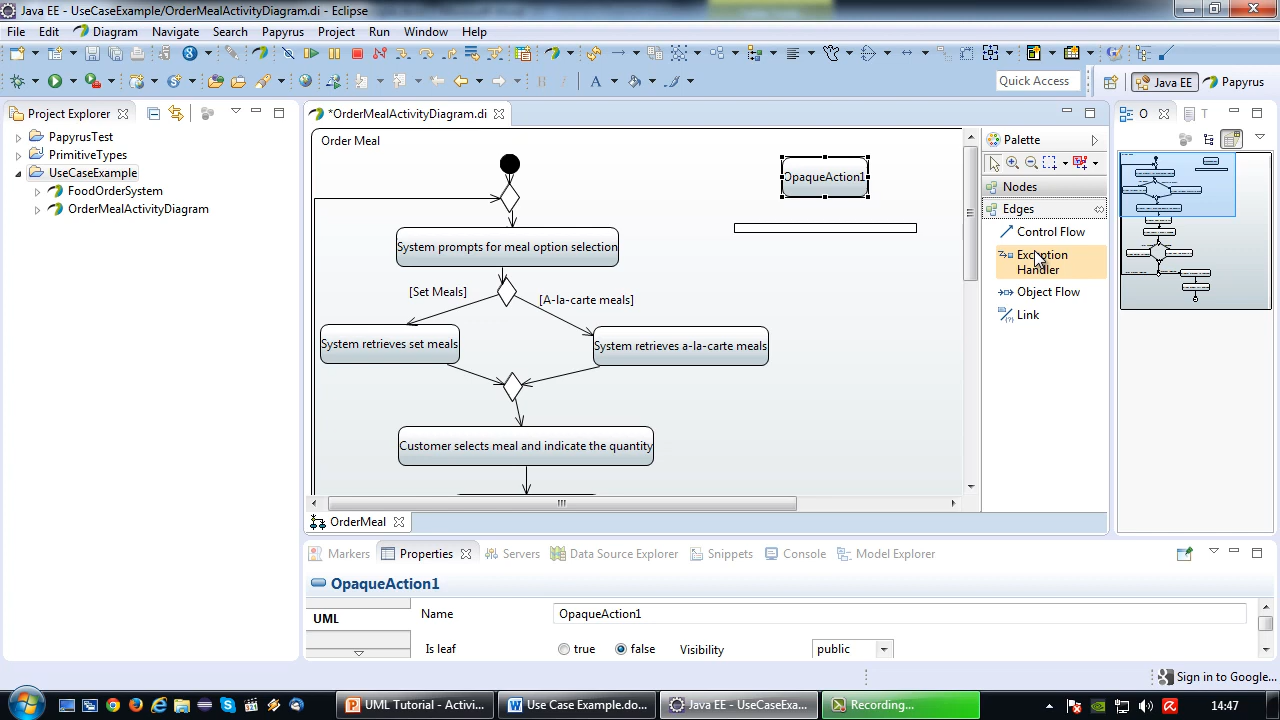 Java EE - UseCaseExample/OrderMealActivityDiagram.di - Eclipse
File Edit Diagram Navigate Search Papyrus Project Run Window Help
Quick Access
Java EE
Papyrus
Project Explorer
*OrderMealActivityDiagram.di
O
T
PapyrusTest
PrimitiveTypes
UseCaseExample
FoodOrderSystem
OrderMealActivityDiagram
Order Meal
OpaqueAction1
System prompts for meal option selection
[Set Meals]
[A-la-carte meals]
System retrieves set meals
System retrieves a-la-carte meals
Customer selects meal and indicate the quantity
Palette
Nodes
Edges
Control Flow
Exception
Handler
Object Flow
Link
OrderMeal
Markers Properties Servers Data Source Explorer Snippets Console Model Explorer
OpaqueAction1
UML
Name OpaqueAction1
Is leaf true false Visibility public
Sign in to Google...
UML Tutorial - Activi...
Use Case Example.do...
Java EE - UseCaseExa...
Recording...
14:47